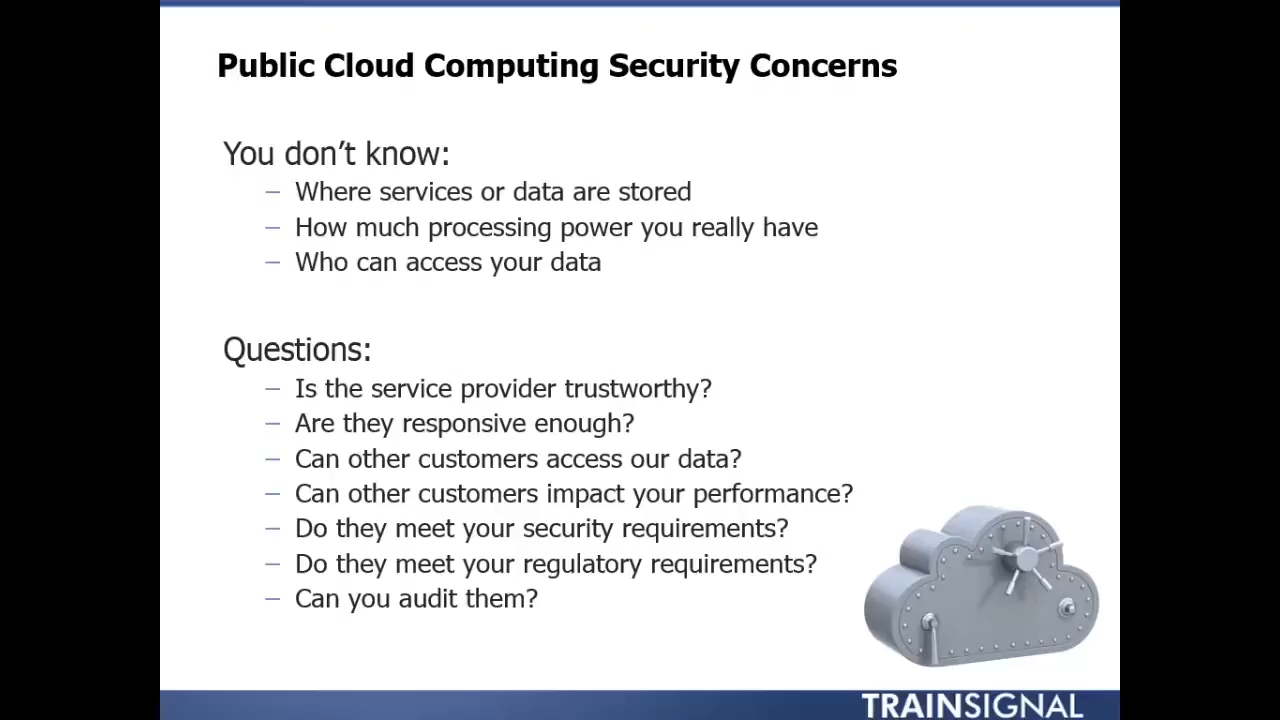 Public Cloud Computing Security Concerns
You don’t know:
– Where services or data are stored
– How much processing power you really have
– Who can access your data
Questions:
– Is the service provider trustworthy?
– Are they responsive enough?
– Can other customers access our data?
– Can other customers impact your performance?
– Do they meet your security requirements?
– Do they meet your regulatory requirements?
– Can you audit them?
TRAINSIGNAL